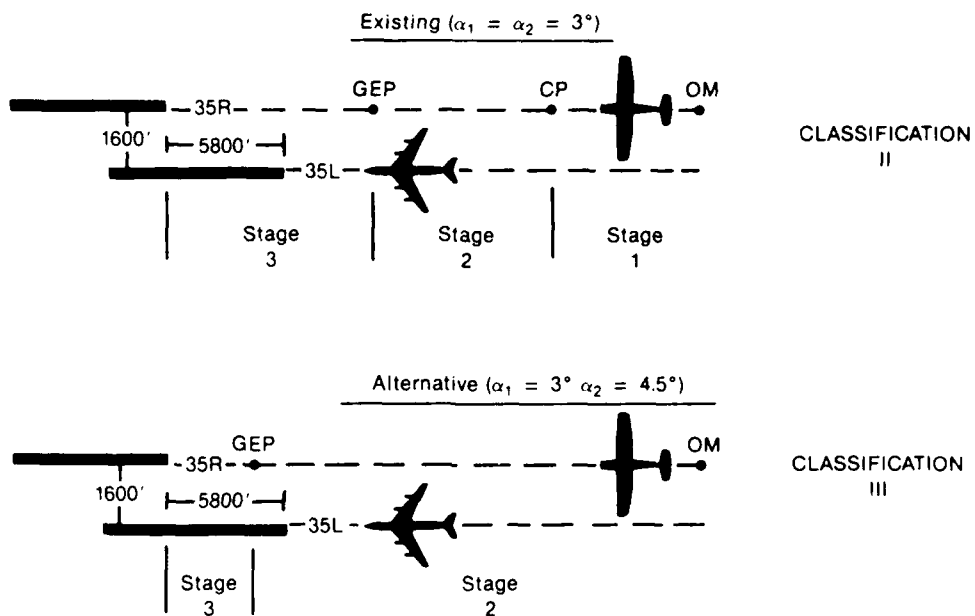 Existing (α₁ = α₂ = 3°)
GEP
CP
OM
35R
1600'
5800'
35L
CLASSIFICATION
II
Stage
3
Stage
2
Stage
1
Alternative (α₁ = 3° α₂ = 4.5°)
GEP
OM
35R
1600'
5800'
35L
CLASSIFICATION
III
Stage
3
Stage
2